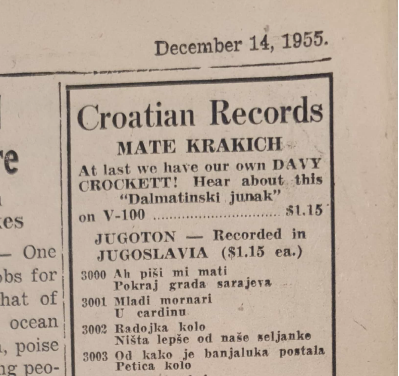 December 14, 1955.
Croatian Records
MATE KRAKICH
At last we have our own DAVY
CROCKETT! Hear about this
"Dalmatinski junak"
on V-100 ................................ $1.15
JUGOTON — Recorded in
JUGOSLAVIA ($1.15 ea.)
3000 Ah piši mi mati
Pokraj grada sarajeva
3001 Mladi mornari
U cardinu
3002 Radojka kolo
Ništa lepše od naše seljanke
3003 Od kako je banjaluka postala
Petica kolo
re
kes
— One
obs for
hat of
ocean
, poise
ng peo-